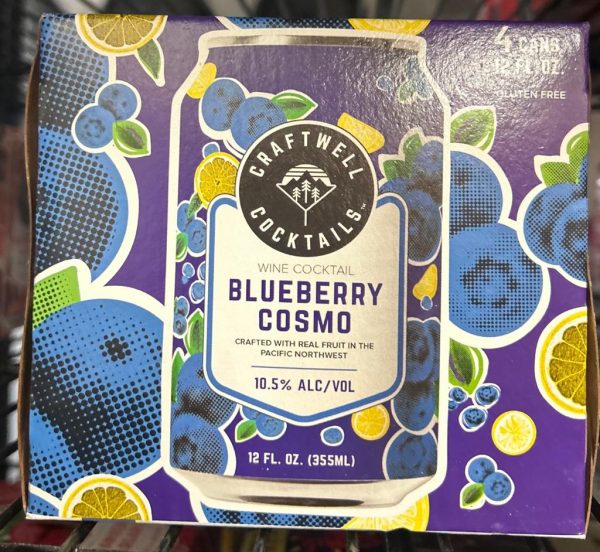 4 CANS
12 FL. OZ.
GLUTEN FREE
CRAFTWELL
COCKTAILS
TM
WINE COCKTAIL
BLUEBERRY
COSMO
CRAFTED WITH REAL FRUIT IN THE
PACIFIC NORTHWEST
10.5% ALC/VOL
12 FL. OZ. (355ML)